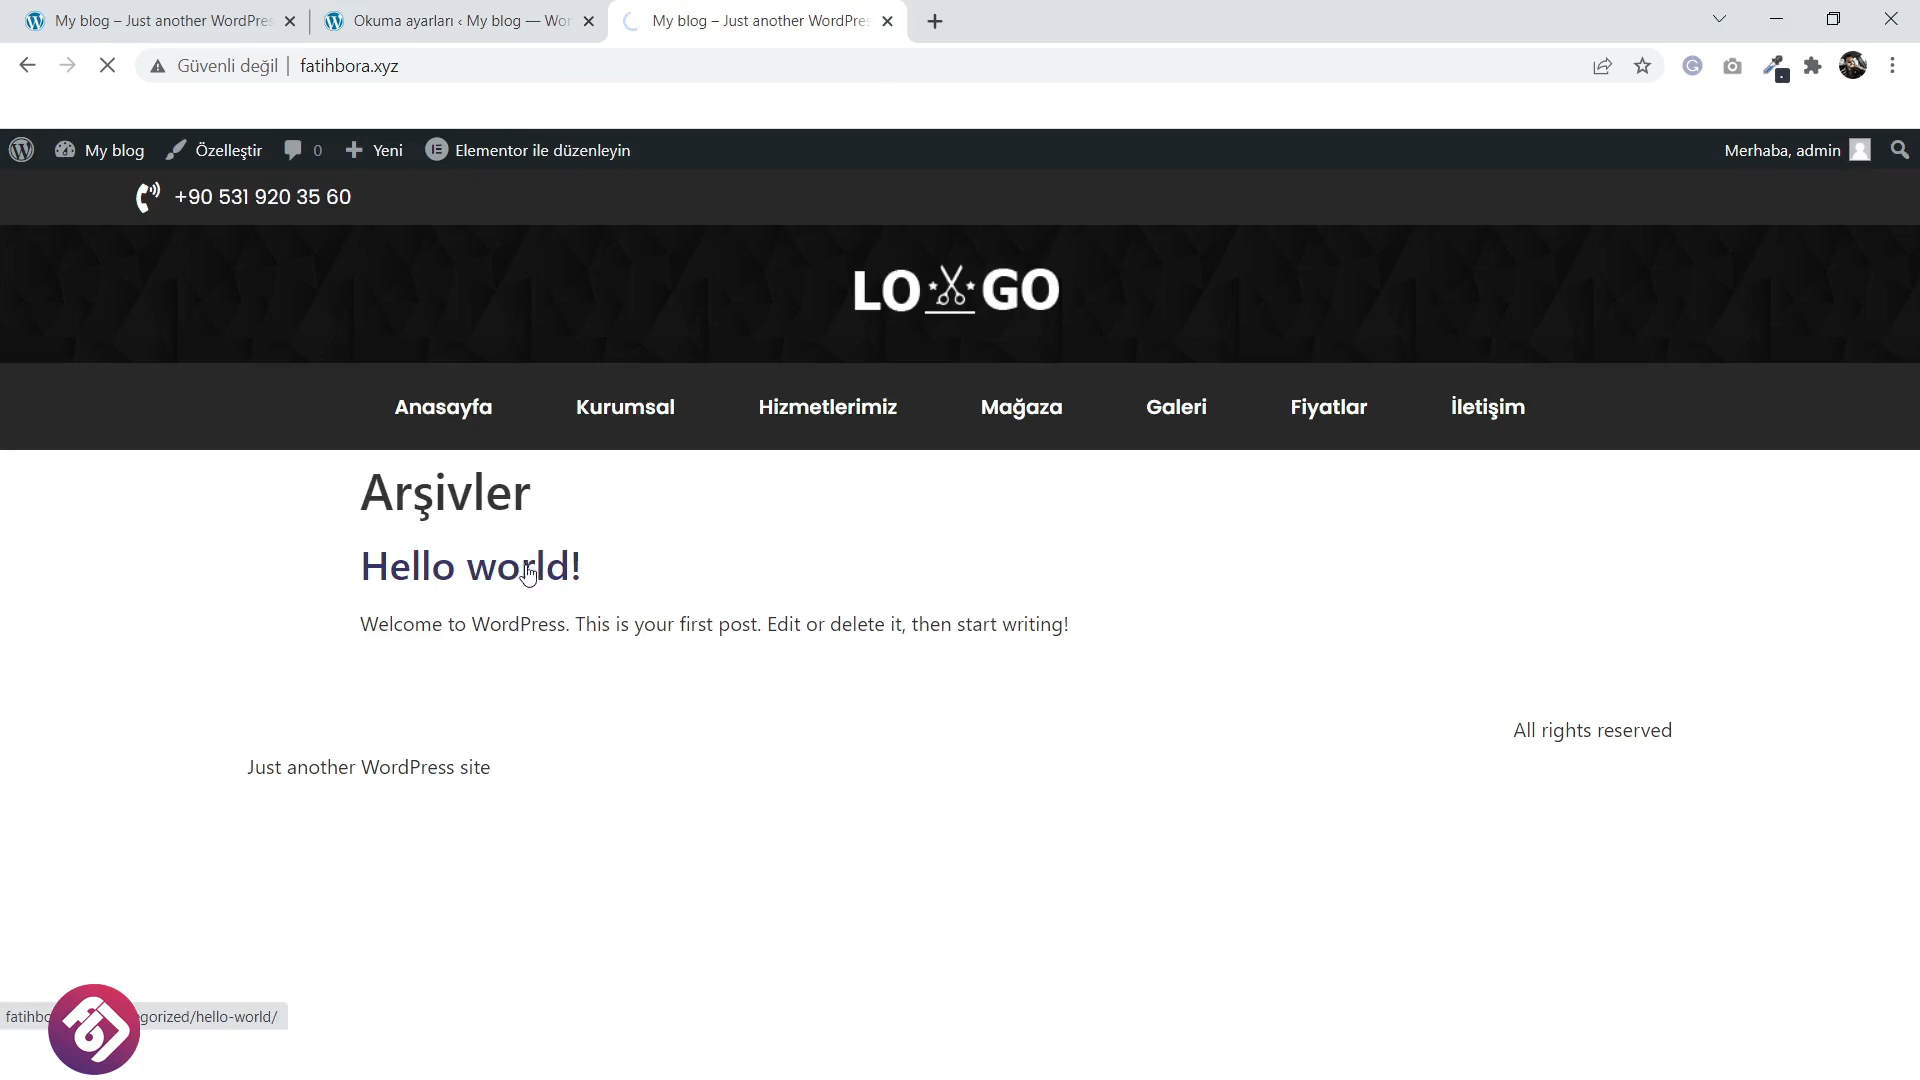 My blog – Just another WordPre
Okuma ayarları ‹ My blog — Wor
My blog – Just another WordPre
Güvenli değil
fatihbora.xyz
My blog
Özelleştir
0
Yeni
Elementor ile düzenleyin
Merhaba, admin
+90 531 920 35 60
LO GO
Anasayfa
Kurumsal
Hizmetlerimiz
Mağaza
Galeri
Fiyatlar
İletişim
Arşivler
Hello world!
Welcome to WordPress. This is your first post. Edit or delete it, then start writing!
All rights reserved
Just another WordPress site
fatihbo
gorized/hello-world/